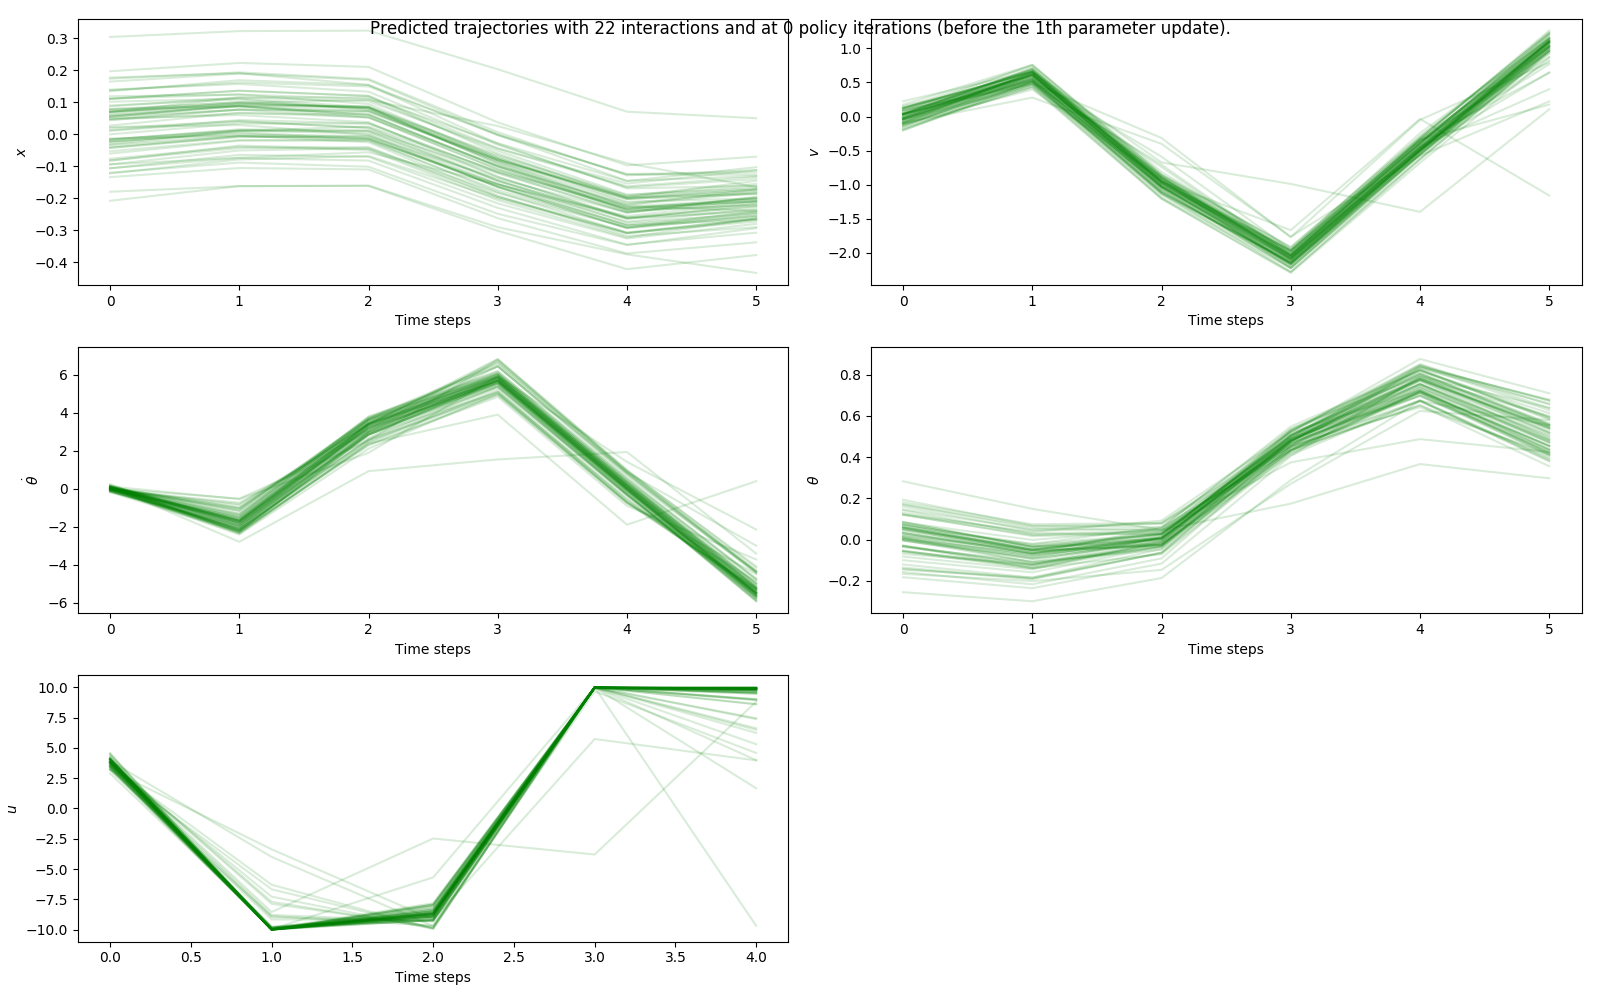 Predicted trajectories with 22 interactions and at 0 policy iterations (before the 1th parameter update).
0.3
0.2
0.1
0.0
−0.1
−0.2
−0.3
−0.4
x
0 1 2 3 4 5
Time steps
1.0
0.5
0.0
−0.5
−1.0
−1.5
−2.0
v
0 1 2 3 4 5
Time steps
6
4
2
0
−2
−4
−6
θ̇
0 1 2 3 4 5
Time steps
0.8
0.6
0.4
0.2
0.0
−0.2
θ
0 1 2 3 4 5
Time steps
10.0
7.5
5.0
2.5
0.0
−2.5
−5.0
−7.5
−10.0
u
0.0 0.5 1.0 1.5 2.0 2.5 3.0 3.5 4.0
Time steps